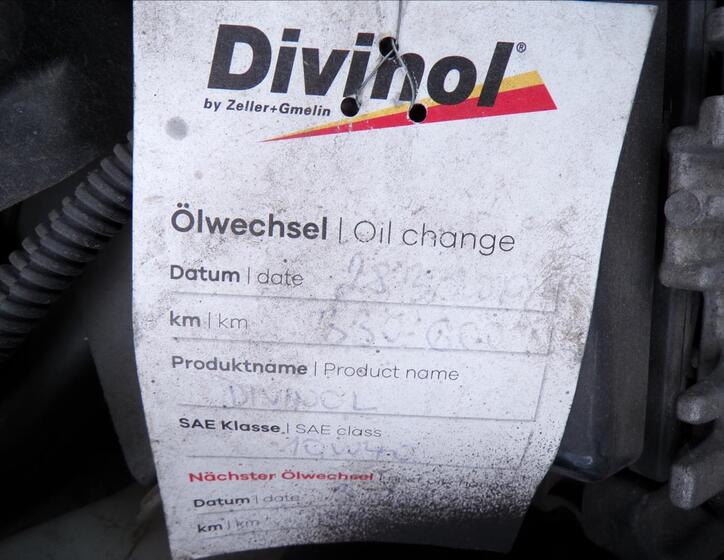 Divinol®
by Zeller+Gmelin
Ölwechsel | Oil change
Datum | date
km | km
Produktname | Product name
DIVINOL
SAE Klasse | SAE class
10W40
Nächster Ölwechsel |
Datum | date
km | km